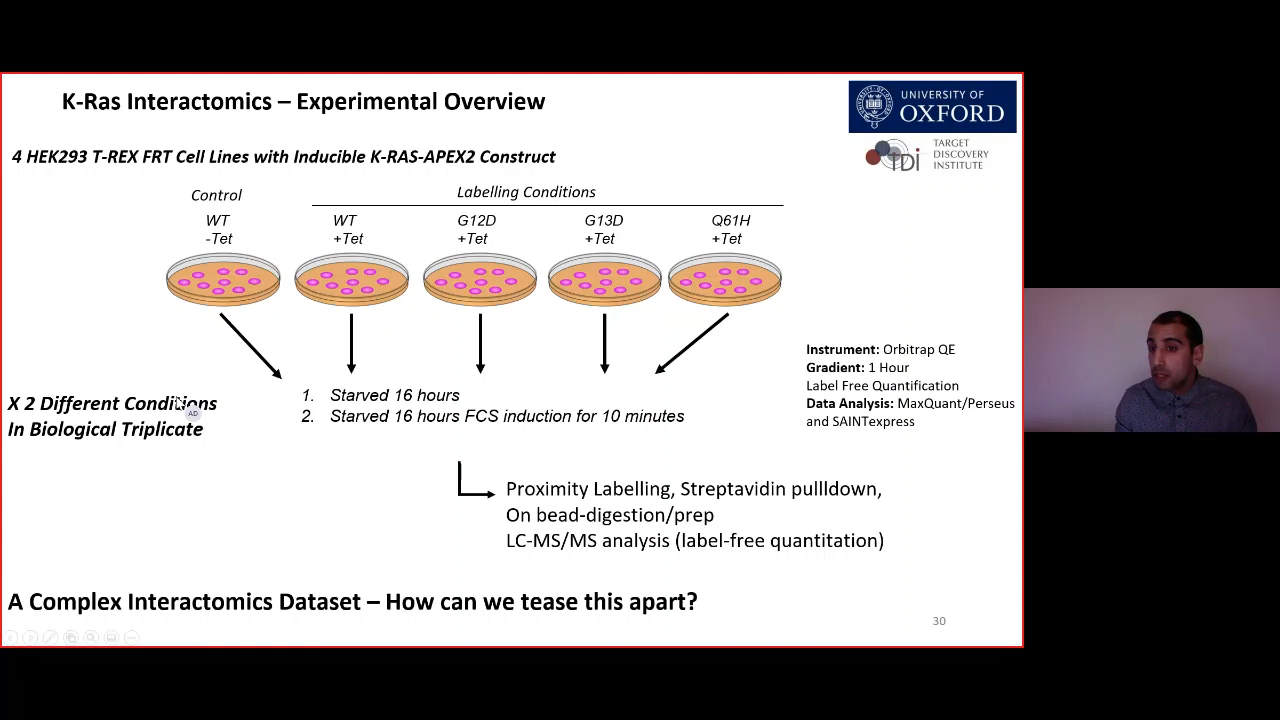 K-Ras Interactomics – Experimental Overview
UNIVERSITY OF
OXFORD
4 HEK293 T-REX FRT Cell Lines with Inducible K-RAS-APEX2 Construct
TDi
TARGET
DISCOVERY
INSTITUTE
Control
Labelling Conditions
WT
-Tet
WT
+Tet
G12D
+Tet
G13D
+Tet
Q61H
+Tet
Instrument: Orbitrap QE
Gradient: 1 Hour
Label Free Quantification
Data Analysis: MaxQuant/Perseus
and SAINTexpress
X 2 Different Conditions
In Biological Triplicate
AD
1. Starved 16 hours
2. Starved 16 hours FCS induction for 10 minutes
Proximity Labelling, Streptavidin pullldown,
On bead-digestion/prep
LC-MS/MS analysis (label-free quantitation)
A Complex Interactomics Dataset – How can we tease this apart?
30